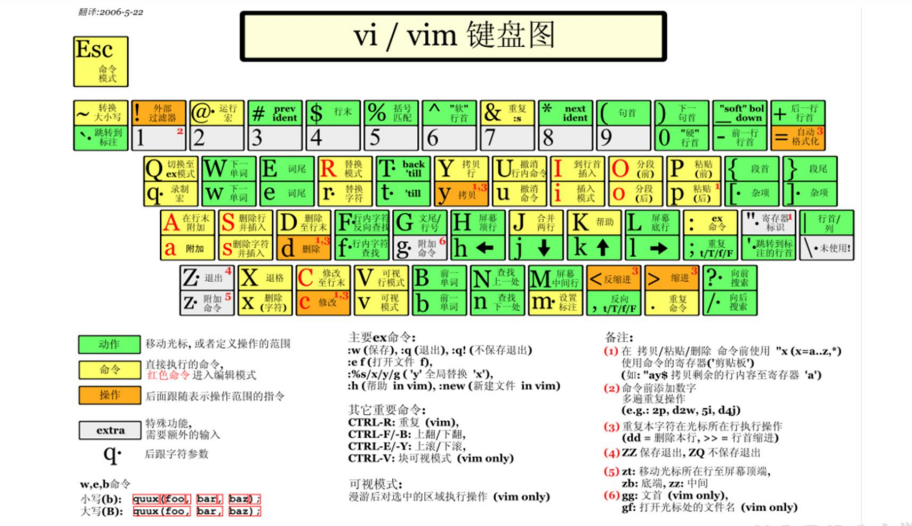 翻译:2006-5-22
vi / vim 键盘图
Esc 命令模式
~ 转换大小写 ! 外部过滤器 @· 运行宏 # prev ident $ 行末 % 括号匹配 ^ "软"行首 & 重复 :s * next ident ( 句首 ) 下一句首 "soft" bol down + 后一行行首
`· 跳转到标注 1 2 2 3 4 5 6 7 8 9 0 "硬"行首 - 前一行行首 = 自动格式化 3
Q 切换至ex模式 W 下一单词 E 词尾 R 替换模式 T· back 'till Y 拷贝行 U 撤消行内命令 I 到行首插入 O 分段(前) P 粘贴(前) { 段首 } 段尾
q· 录制宏 w 下一单词 e 词尾 r· 替换字符 t· 'till y 拷贝 1,3 u 撤消命令 i 插入模式 o 分段(后) p 粘贴(后) 1 [· 杂项 ]· 杂项
A 在行末附加 S 删除行并插入 D 删除至行末 F· 行内字符反向查找 G 文尾/行号 H 屏幕顶行 J 合并两行 K 帮助 L 屏幕底行 : ex命令 "· 寄存器标识 1 | 行首/列
a 附加 s 删除字符并插入 d 删除 1,3 f· 行内字符查找 g· 附加命令 6 h ← j ↓ k ↑ l → ; 重复 t/T/f/F '· 跳转到标注的行首 \· 未使用!
Z· 退出 4 X 退格 C 修改至行末 V 可视行模式 B 前一单词 N 查找上一处 M 屏幕中间行 < 反缩进 3 > 缩进 3 ?· 向前搜索
z· 附加命令 5 x 删除(字符) c 修改 1,3 v 可视模式 b 前一单词 n 查找下一处 m· 设置标注 , 反向 t/T/f/F . 重复命令 /· 向后搜索
动作 移动光标, 或者定义操作的范围
命令 直接执行的命令,
红色命令 进入编辑模式
操作 后面跟随表示操作范围的指令
extra 特殊功能,
需要额外的输入
q· 后跟字符参数
w,e,b命令
小写(b): quux(foo, bar, baz);
大写(B): quux(foo, bar, baz);
主要ex命令:
:w (保存), :q (退出), :q! (不保存退出)
:e f (打开文件 f),
:%s/x/y/g ( 'y' 全局替换 'x'),
:h (帮助 in vim), :new (新建文件 in vim)
其它重要命令:
CTRL-R: 重复 (vim),
CTRL-F/-B: 上翻/下翻,
CTRL-E/-Y: 上滚/下滚,
CTRL-V: 块可视模式 (vim only)
可视模式:
漫游后对选中的区域执行操作 (vim only)
备注:
(1) 在 拷贝/粘贴/删除 命令前使用 "x (x=a..z,*)
使用命令的寄存器('剪贴板')
(如: "ay$ 拷贝剩余的行内容至寄存器 'a')
(2) 命令前添加数字
多遍重复操作
(e.g.: 2p, d2w, 5i, d4j)
(3) 重复本字符在光标所在行执行操作
(dd = 删除本行, >> = 行首缩进)
(4) ZZ 保存退出, ZQ 不保存退出
(5) zt: 移动光标所在行至屏幕顶端,
zb: 底端, zz: 中间
(6) gg: 文首 (vim only),
gf: 打开光标处的文件名 (vim only)